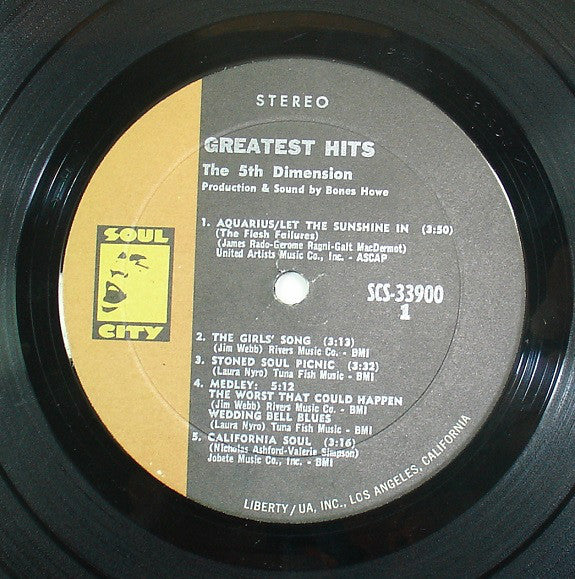 STEREO
GREATEST HITS
The 5th Dimension
Production & Sound by Bones Howe
1. AQUARIUS/LET THE SUNSHINE IN (3:50)
(The Flesh Failures)
(James Rado-Gerome Ragni-Galt MacDermot)
United Artists Music Co., Inc. - ASCAP
SOUL
CITY
SCS-33900
1
2. THE GIRLS' SONG (3:13)
(Jim Webb) Rivers Music Co. - BMI
3. STONED SOUL PICNIC (3:32)
(Laura Nyro) Tuna Fish Music - BMI
4. MEDLEY: 5:12
THE WORST THAT COULD HAPPEN
(Jim Webb) Rivers Music Co. - BMI
WEDDING BELL BLUES
(Laura Nyro) Tuna Fish Music - BMI
5. CALIFORNIA SOUL (3:16)
(Nicholas Ashford-Valerie Simpson)
Jobete Music Co., Inc. - BMI
LIBERTY/UA, INC., LOS ANGELES, CALIFORNIA